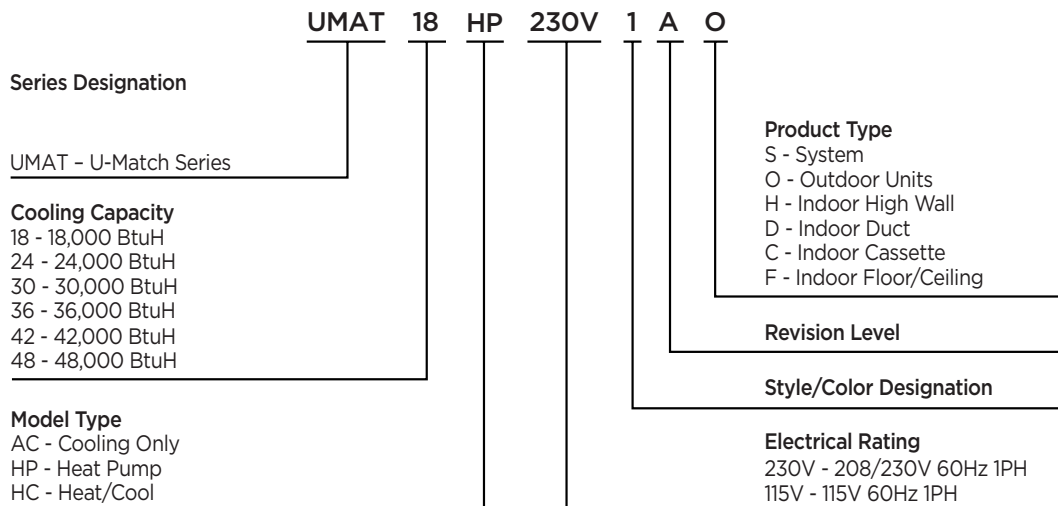 UMAT 18 HP 230V 1 A O
Series Designation
UMAT – U-Match Series
Cooling Capacity
18 - 18,000 BtuH
24 - 24,000 BtuH
30 - 30,000 BtuH
36 - 36,000 BtuH
42 - 42,000 BtuH
48 - 48,000 BtuH
Model Type
AC - Cooling Only
HP - Heat Pump
HC - Heat/Cool
Product Type
S - System
O - Outdoor Units
H - Indoor High Wall
D - Indoor Duct
C - Indoor Cassette
F - Indoor Floor/Ceiling
Revision Level
Style/Color Designation
Electrical Rating
230V - 208/230V 60Hz 1PH
115V - 115V 60Hz 1PH